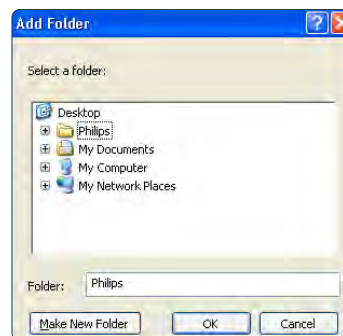 Add Folder
Select a folder:
Desktop
Philips
My Documents
My Computer
My Network Places
Folder: Philips
Make New Folder OK Cancel